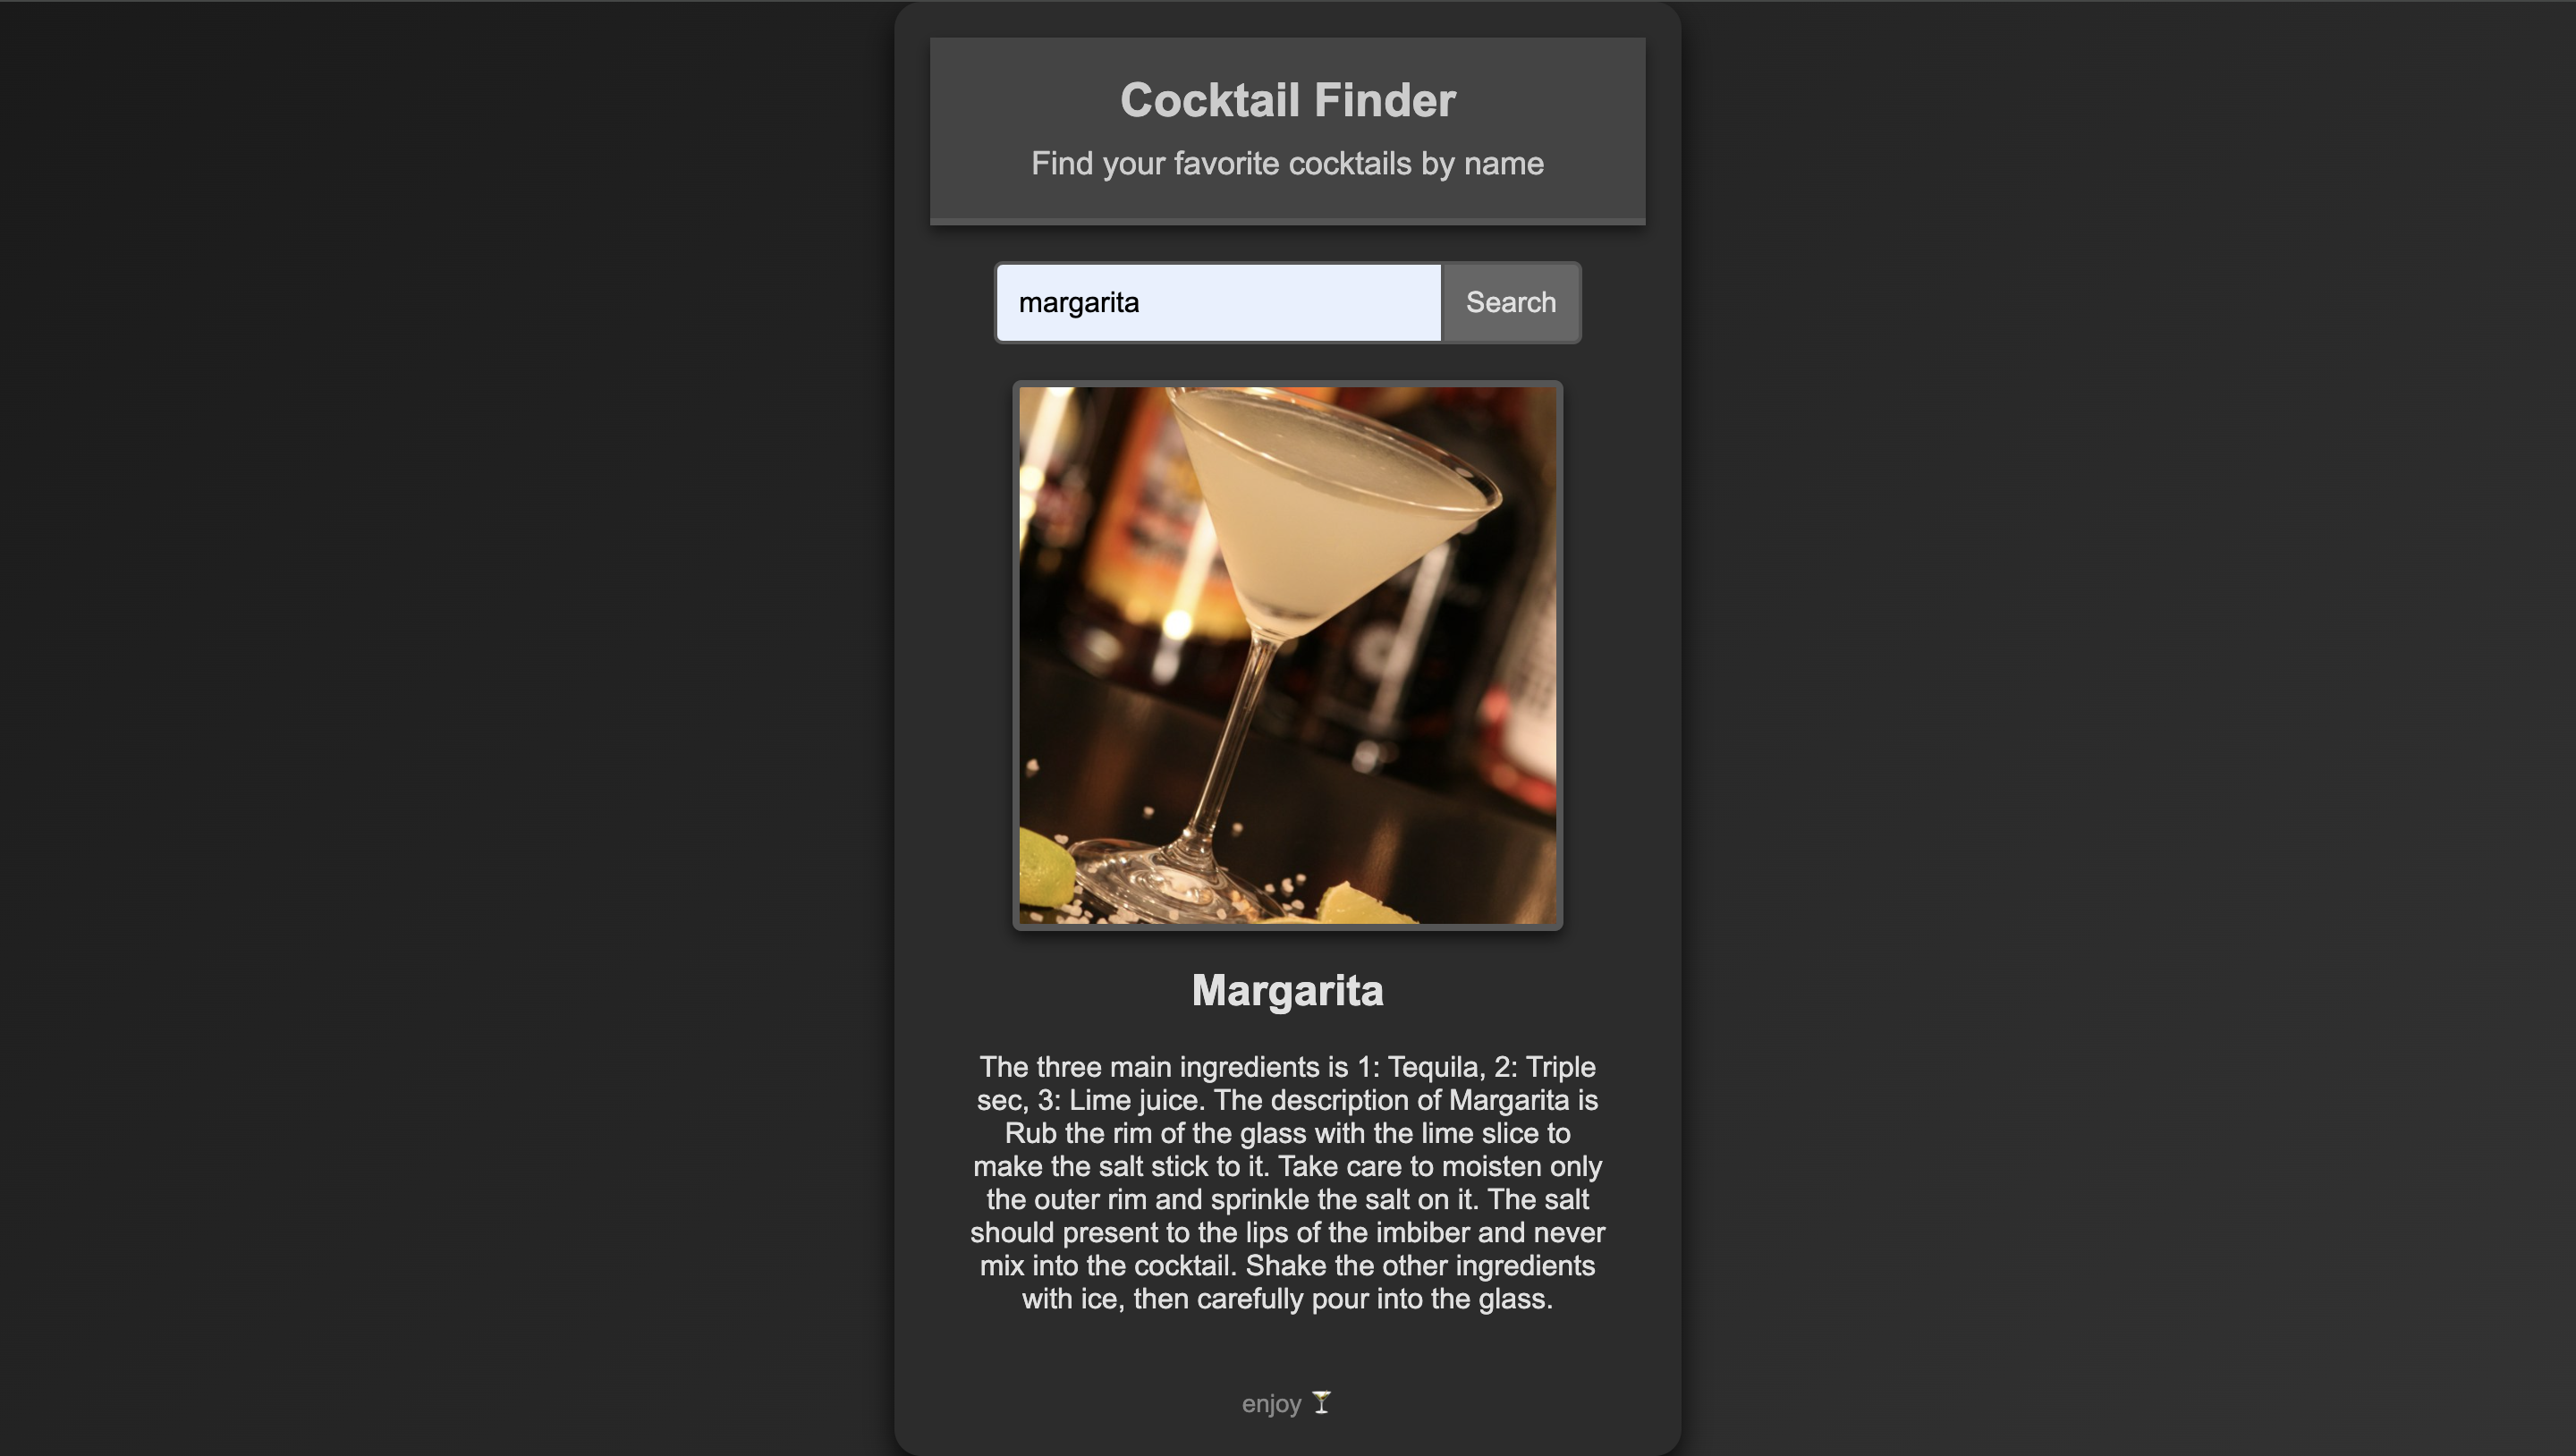 Cocktail Finder
Find your favorite cocktails by name
margarita
Search
Margarita
The three main ingredients is 1: Tequila, 2: Triple
sec, 3: Lime juice. The description of Margarita is
Rub the rim of the glass with the lime slice to
make the salt stick to it. Take care to moisten only
the outer rim and sprinkle the salt on it. The salt
should present to the lips of the imbiber and never
mix into the cocktail. Shake the other ingredients
with ice, then carefully pour into the glass.
enjoy 🍸